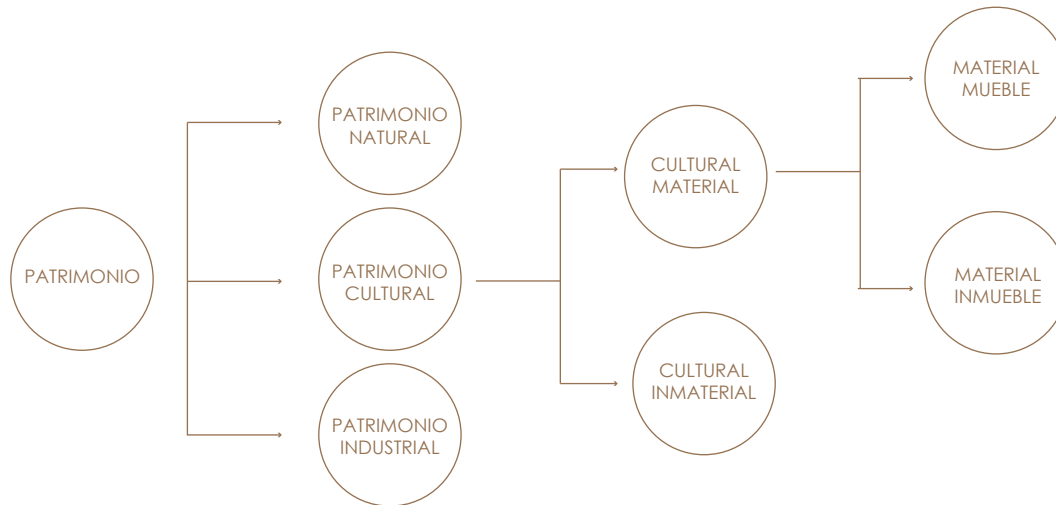 PATRIMONIO
PATRIMONIO
NATURAL
PATRIMONIO
CULTURAL
PATRIMONIO
INDUSTRIAL
CULTURAL
MATERIAL
CULTURAL
INMATERIAL
MATERIAL
MUEBLE
MATERIAL
INMUEBLE